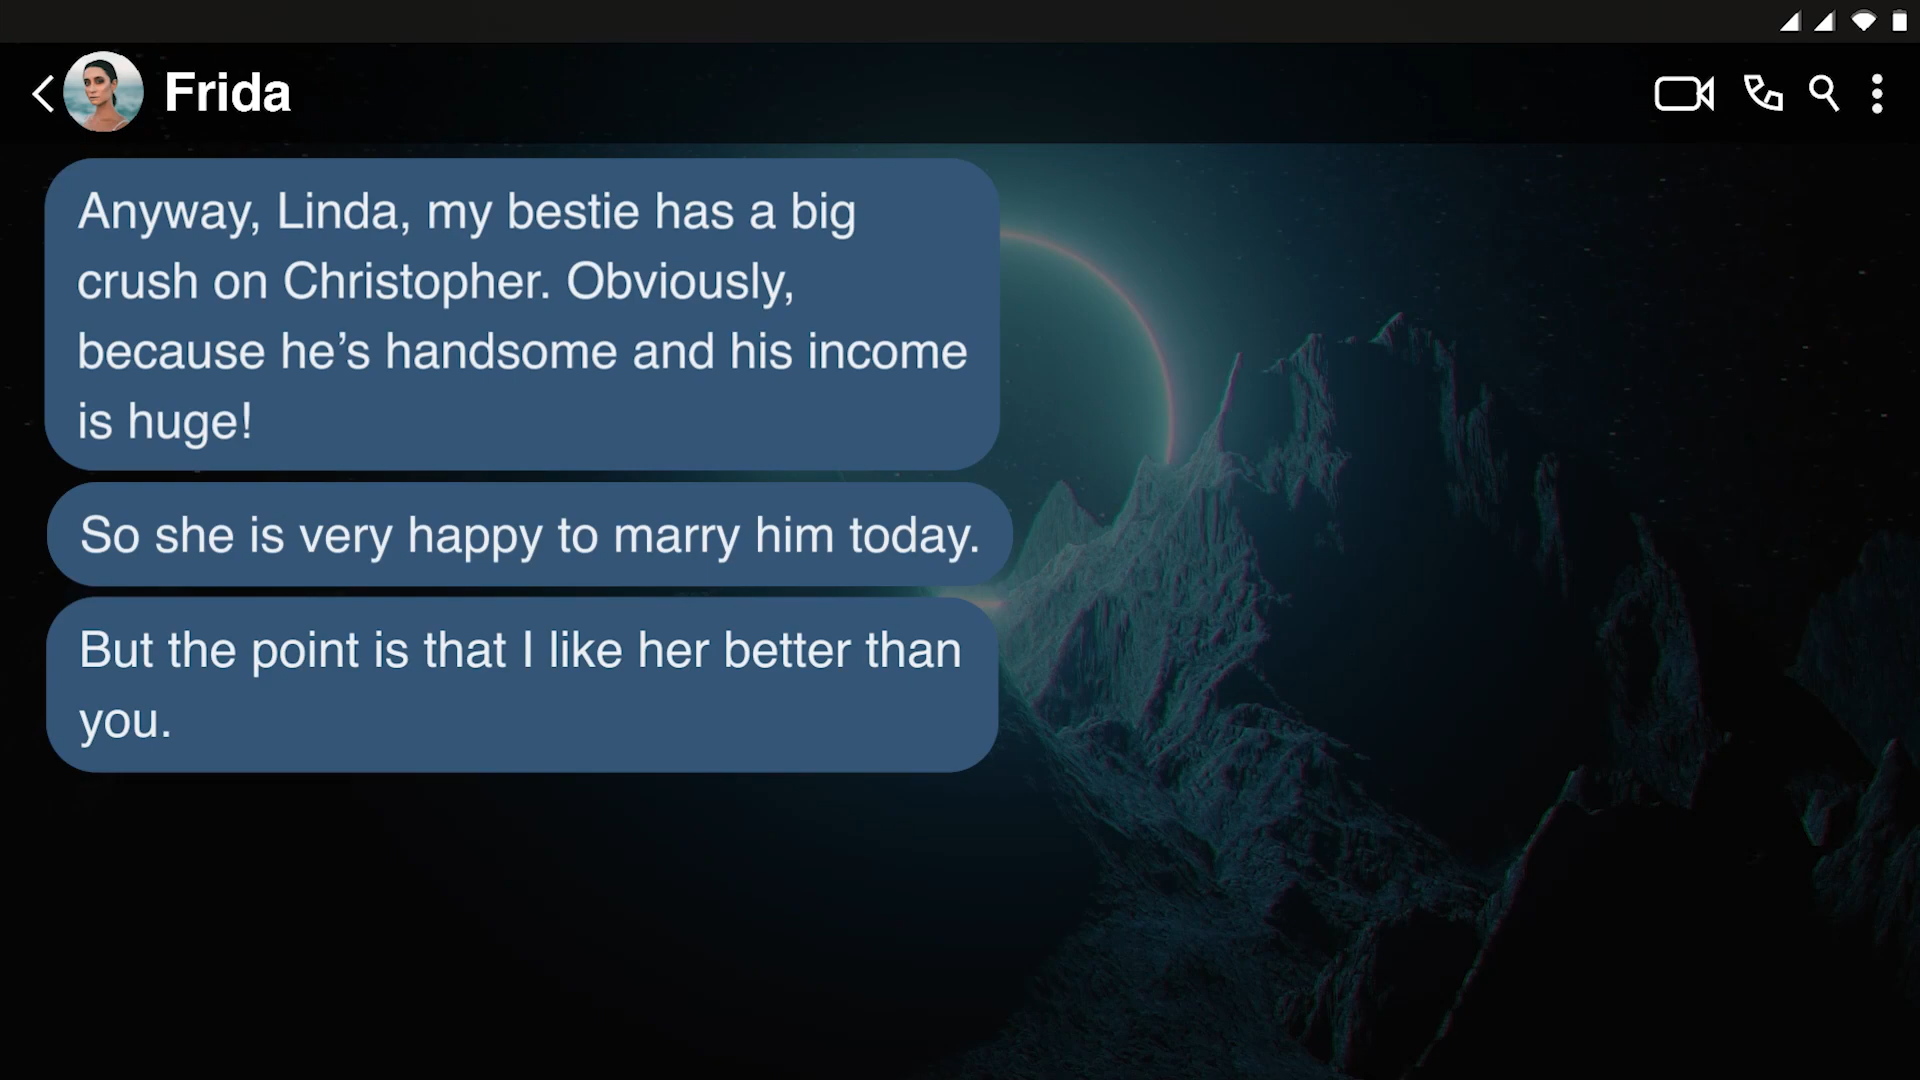 Frida
Anyway, Linda, my bestie has a big
crush on Christopher. Obviously,
because he’s handsome and his income
is huge!
So she is very happy to marry him today.
But the point is that I like her better than
you.